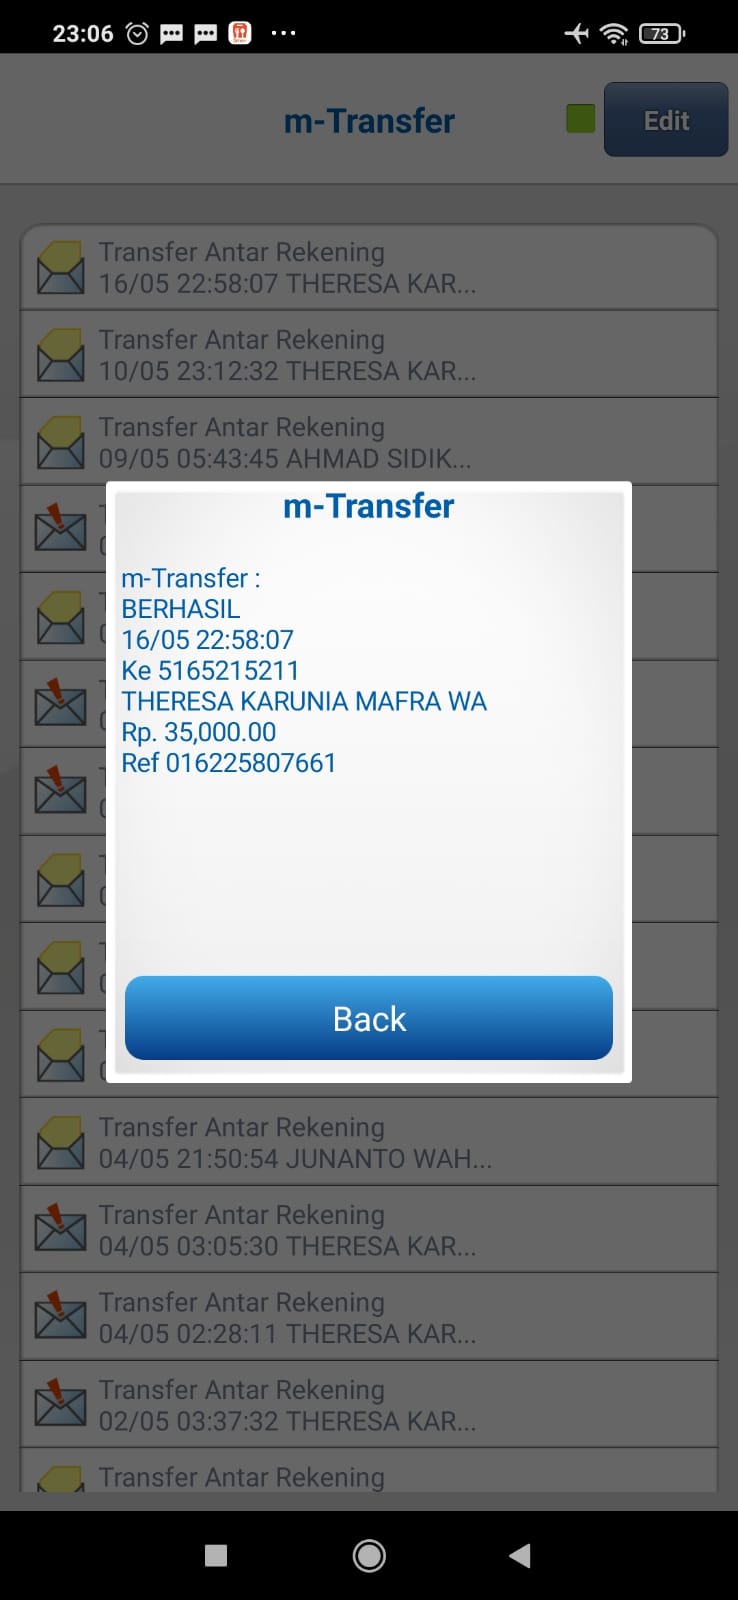 23:06
73
m-Transfer
Edit
Transfer Antar Rekening
16/05 22:58:07 THERESA KAR...
Transfer Antar Rekening
10/05 23:12:32 THERESA KAR...
Transfer Antar Rekening
09/05 05:43:45 AHMAD SIDIK...
m-Transfer
m-Transfer :
BERHASIL
16/05 22:58:07
Ke 5165215211
THERESA KARUNIA MAFRA WA
Rp. 35,000.00
Ref 016225807661
Back
Transfer Antar Rekening
04/05 21:50:54 JUNANTO WAH...
Transfer Antar Rekening
04/05 03:05:30 THERESA KAR...
Transfer Antar Rekening
04/05 02:28:11 THERESA KAR...
Transfer Antar Rekening
02/05 03:37:32 THERESA KAR...
Transfer Antar Rekening